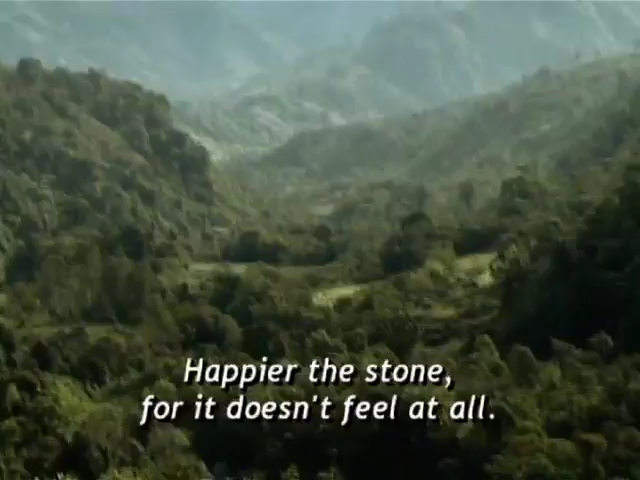 Happier the stone,
for it doesn't feel at all.